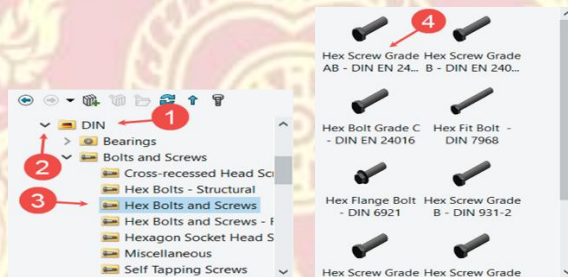 1
DIN
2
Bearings
Bolts and Screws
Cross-recessed Head Scr
Hex Bolts - Structural
3
Hex Bolts and Screws
Hex Bolts and Screws - F
Hexagon Socket Head S
Miscellaneous
Self Tapping Screws
4
Hex Screw Grade Hex Screw Grade
AB - DIN EN 24... B - DIN EN 240...
Hex Bolt Grade C Hex Fit Bolt -
- DIN EN 24016 DIN 7968
Hex Flange Bolt Hex Screw Grade
- DIN 6921 B - DIN 931-2
Hex Screw Grade Hex Screw Grade